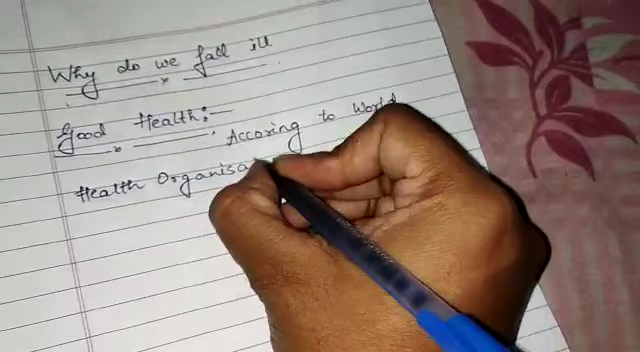 Why do we fall ill
Good Health:-
Accoring to World
Health Organisa